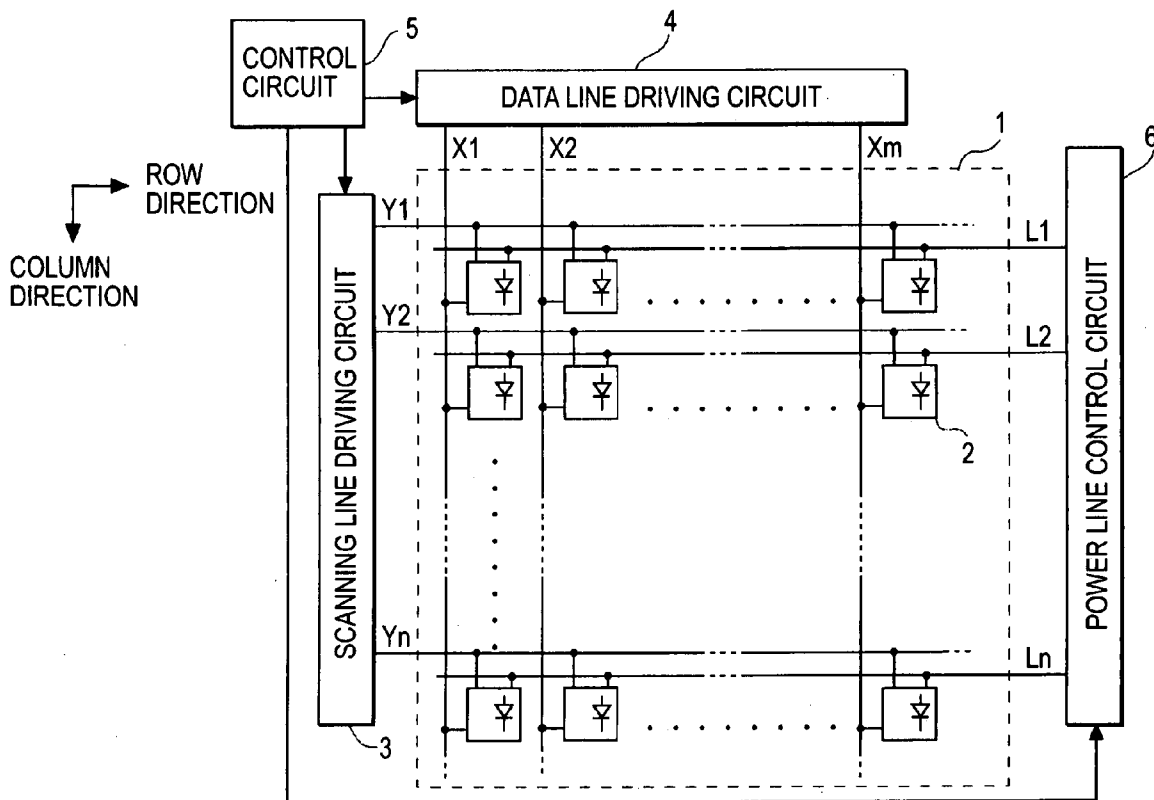 CONTROL
CIRCUIT
5
4
DATA LINE DRIVING CIRCUIT
X1
X2
Xm
1
6
ROW
DIRECTION
COLUMN
DIRECTION
Y1
L1
Y2
L2
2
SCANNING LINE DRIVING CIRCUIT
POWER LINE CONTROL CIRCUIT
Yn
Ln
3